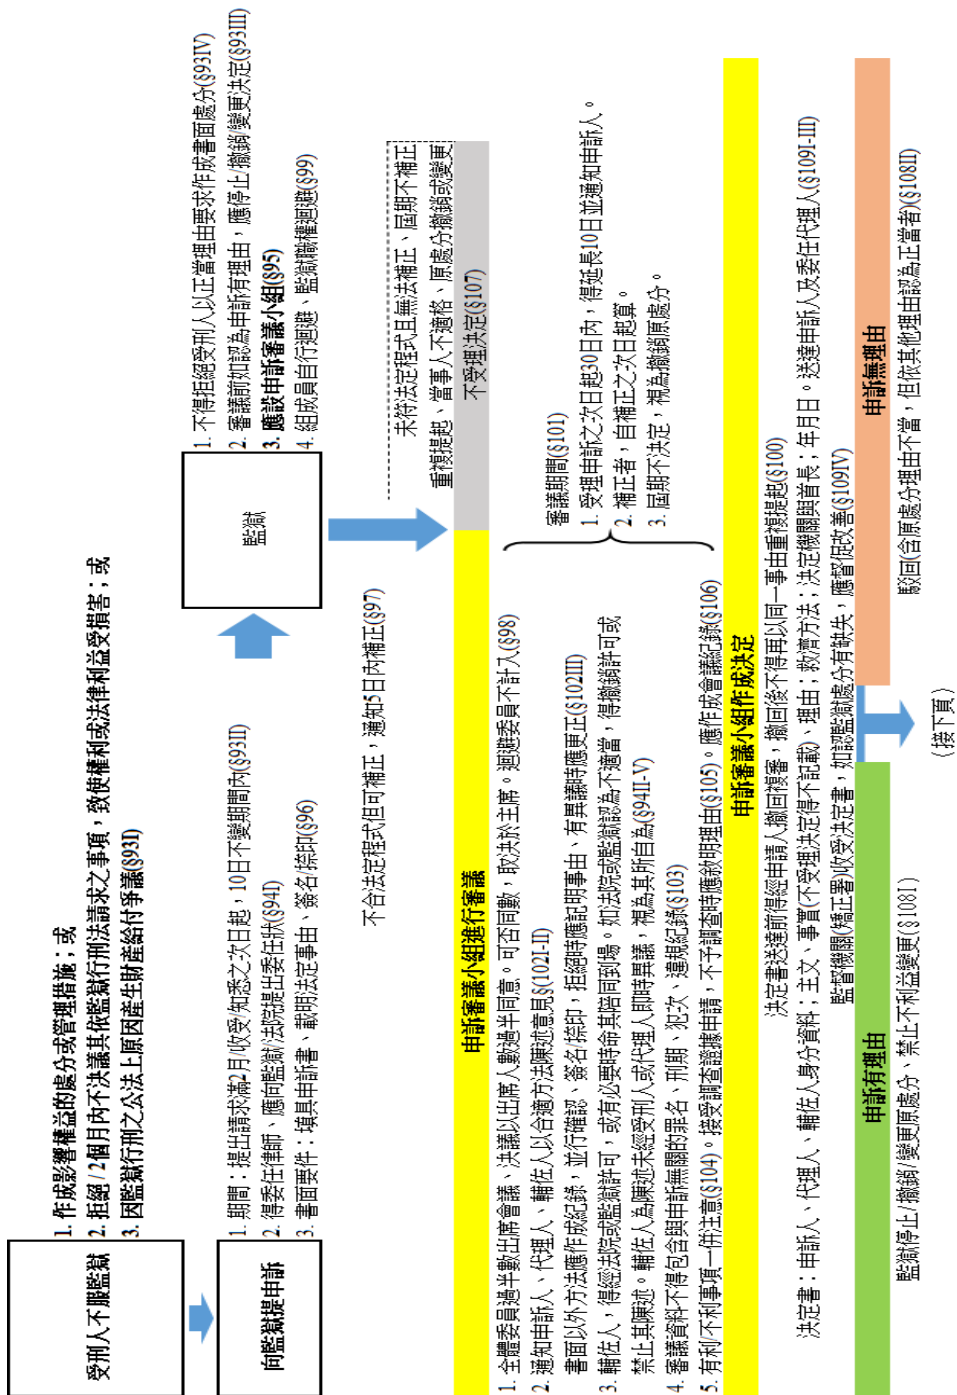 受刑人不服監獄
1. 作成影響權益的處分或管理措施；或
2. 拒絕/2個月內不決議其依監獄行刑法請求之事項，致使權利或法律利益受損害；或
3. 因監獄行刑之公法上原因產生財產給付爭議(§93I)
向監獄提申訴
1. 期間：提出請求滿2月/收受/知悉之次日起，10日不變期間內(§93II)
2. 得委任律師、應向監獄/法院提出委任狀(§94I)
3. 書面要件：填具申訴書、載明法定事由、簽名/捺印(§96)
監獄
1. 不得拒絕受刑人以正當理由要求作成書面處分(§93IV)
2. 審議前如認為申訴有理由，應停止/撤銷/變更決定(§93III)
3. 應設申訴審議小組(§95)
4. 組成員自行迴避、監獄職權迴避(§99)
不合法定程式但可補正，通知5日內補正(§97)
未符法定程式且無法補正、屆期不補正
重複提起、當事人不適格、原處分撤銷或變更
申訴審議小組進行審議
不受理決定(§107)
1. 全體委員過半數出席會議、決議以出席人數過半同意。可否同數，取決於主席。迴避委員不計入(§98)
2. 通知申訴人、代理人、輔佐人以合適方法陳述意見§(102I-II)
書面以外方法應作成紀錄，並行確認、簽名/捺印，拒絕時應記明事由、有異議時應更正(§102III)
3. 輔佐人，得經法院或監獄許可，或有必要時命其陪同到場。如法院或監獄認為不適當，得撤銷許可或
禁止其陳述。輔佐人為陳述未經受刑人或代理人即時異議，視為其所自為(§94II-V)
4. 審議資料不得包含與申訴無關的罪名、刑期、犯次、違規紀錄(§103)
5. 有利/不利事項一併注意(§104)。接受調查證據申請，不予調查時應敘明理由(§105)。應作成會議紀錄(§106)
審議期間(§101)
1. 受理申訴之次日起30日內，得延長10日並通知申訴人。
2. 補正者，自補正之次日起算。
3. 屆期不決定，視為撤銷原處分。
申訴審議小組作成決定
決定書送達前得經申請人撤回複審，撤回後不得再以同一事由重複提起(§100)
決定書：申訴人、代理人、輔佐人身分資料；主文、事實(不受理決定得不記載)、理由；救濟方法；決定機關與首長；年月日。送達申訴人及委任代理人(§109I-III)
監督機關(矯正署)收受決定書，如認監獄處分有缺失，應督促改善(§109IV)
申訴有理由
申訴無理由
監獄停止/撤銷/變更原處分、禁止不利益變更(§108I)
駁回(含原處分理由不當，但依其他理由認為正當者)(§108II)
(接下頁)